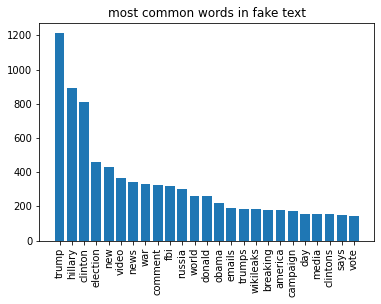 most common words in fake text
1200
1000
800
600
400
200
0
trump
hillary
clinton
election
new
video
news
war
comment
fbi
russia
world
donald
obama
emails
trumps
wikileaks
breaking
america
campaign
day
media
clintons
says
vote